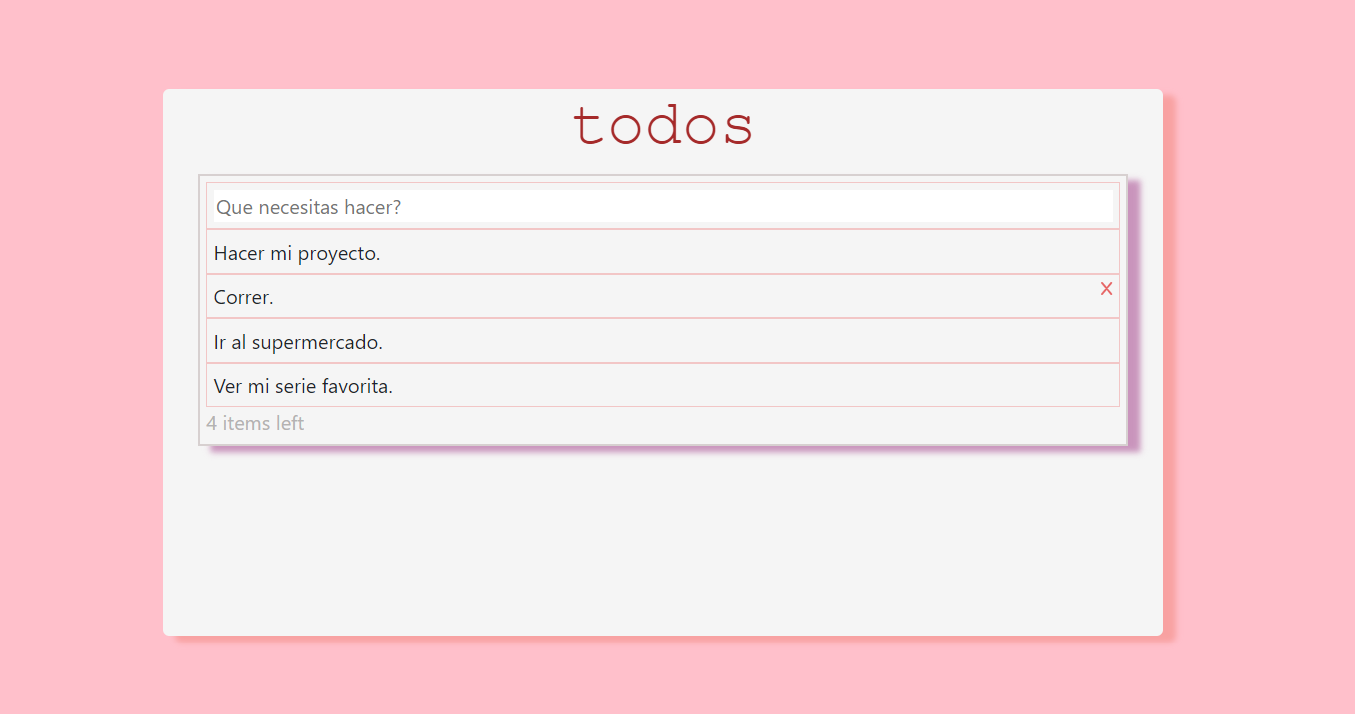 todos
Que necesitas hacer?
Hacer mi proyecto.
Correr.
X
Ir al supermercado.
Ver mi serie favorita.
4 items left